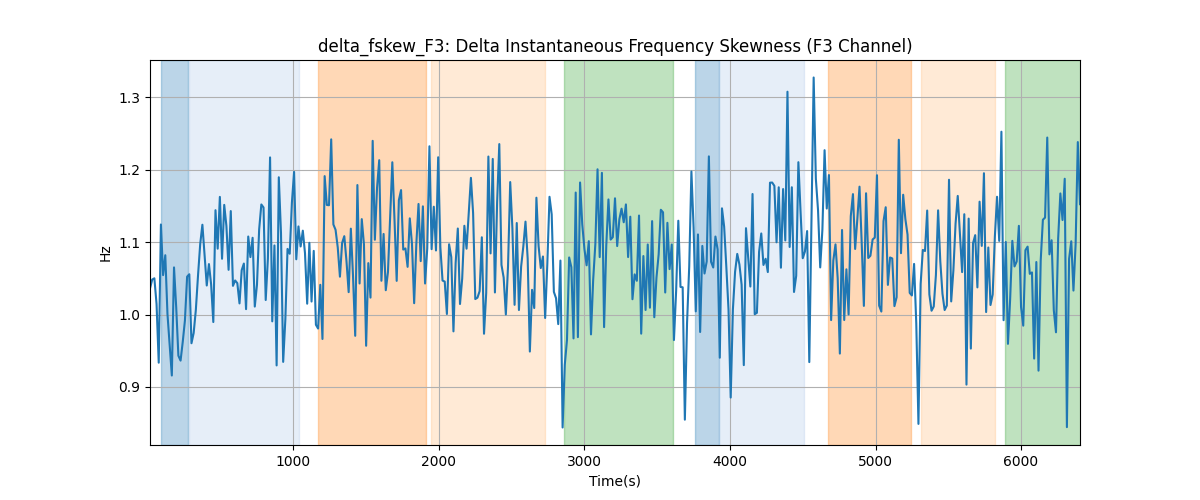 delta_fskew_F3: Delta Instantaneous Frequency Skewness (F3 Channel)
1.3
1.2
1.1
1.0
0.9
Hz
1000 2000 3000 4000 5000 6000
Time(s)